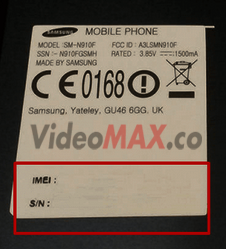 SAMSUNG MOBILE PHONE
MODEL :SM-N910F FCC ID : A3LSMN910F
SSN : -N910FGSMH RATED : 3.85V 1500mA
MADE BY SAMSUNG
CE0168
Samsung, Yateley, GU46 6GG, UK
VideoMAX.co
IMEI :
S/N :